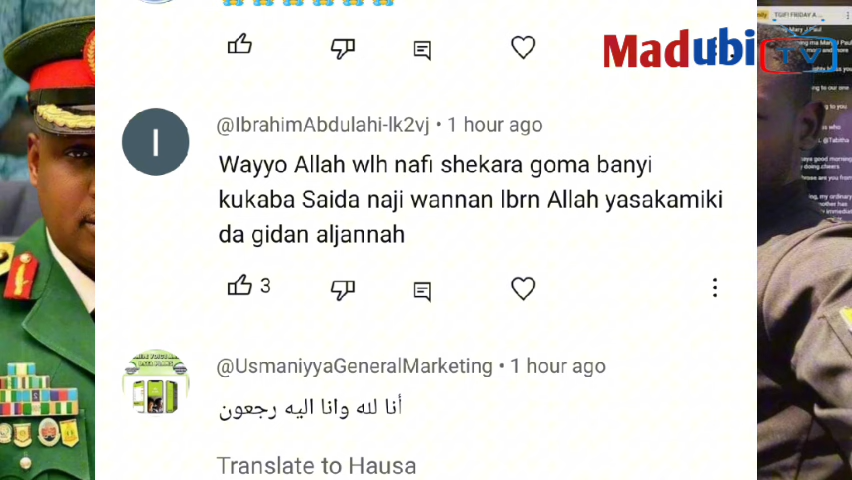 Madubi
TV
@IbrahimAbdulahi-lk2vj • 1 hour ago
Wayyo Allah wlh nafi shekara goma banyi
kukaba Saida naji wannan lbrn Allah yasakamiki
da gidan aljannah
3
@UsmaniyyaGeneralMarketing • 1 hour ago
أنا لله وانا اليه رجعون
Translate to Hausa